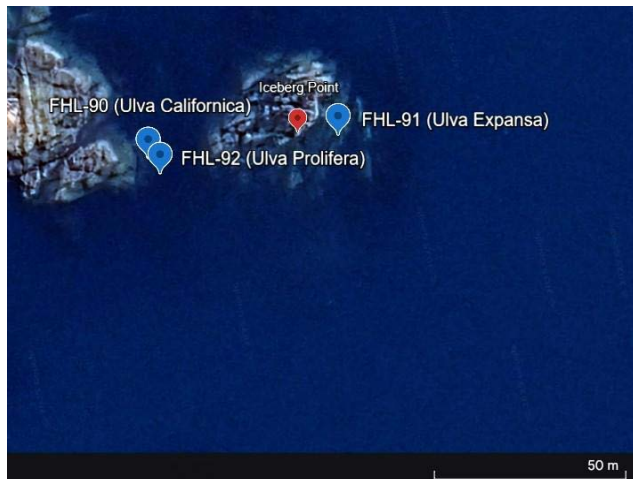 Iceberg Point
FHL-90 (Ulva Californica)
FHL-91 (Ulva Expansa)
FHL-92 (Ulva Prolifera)
50 m